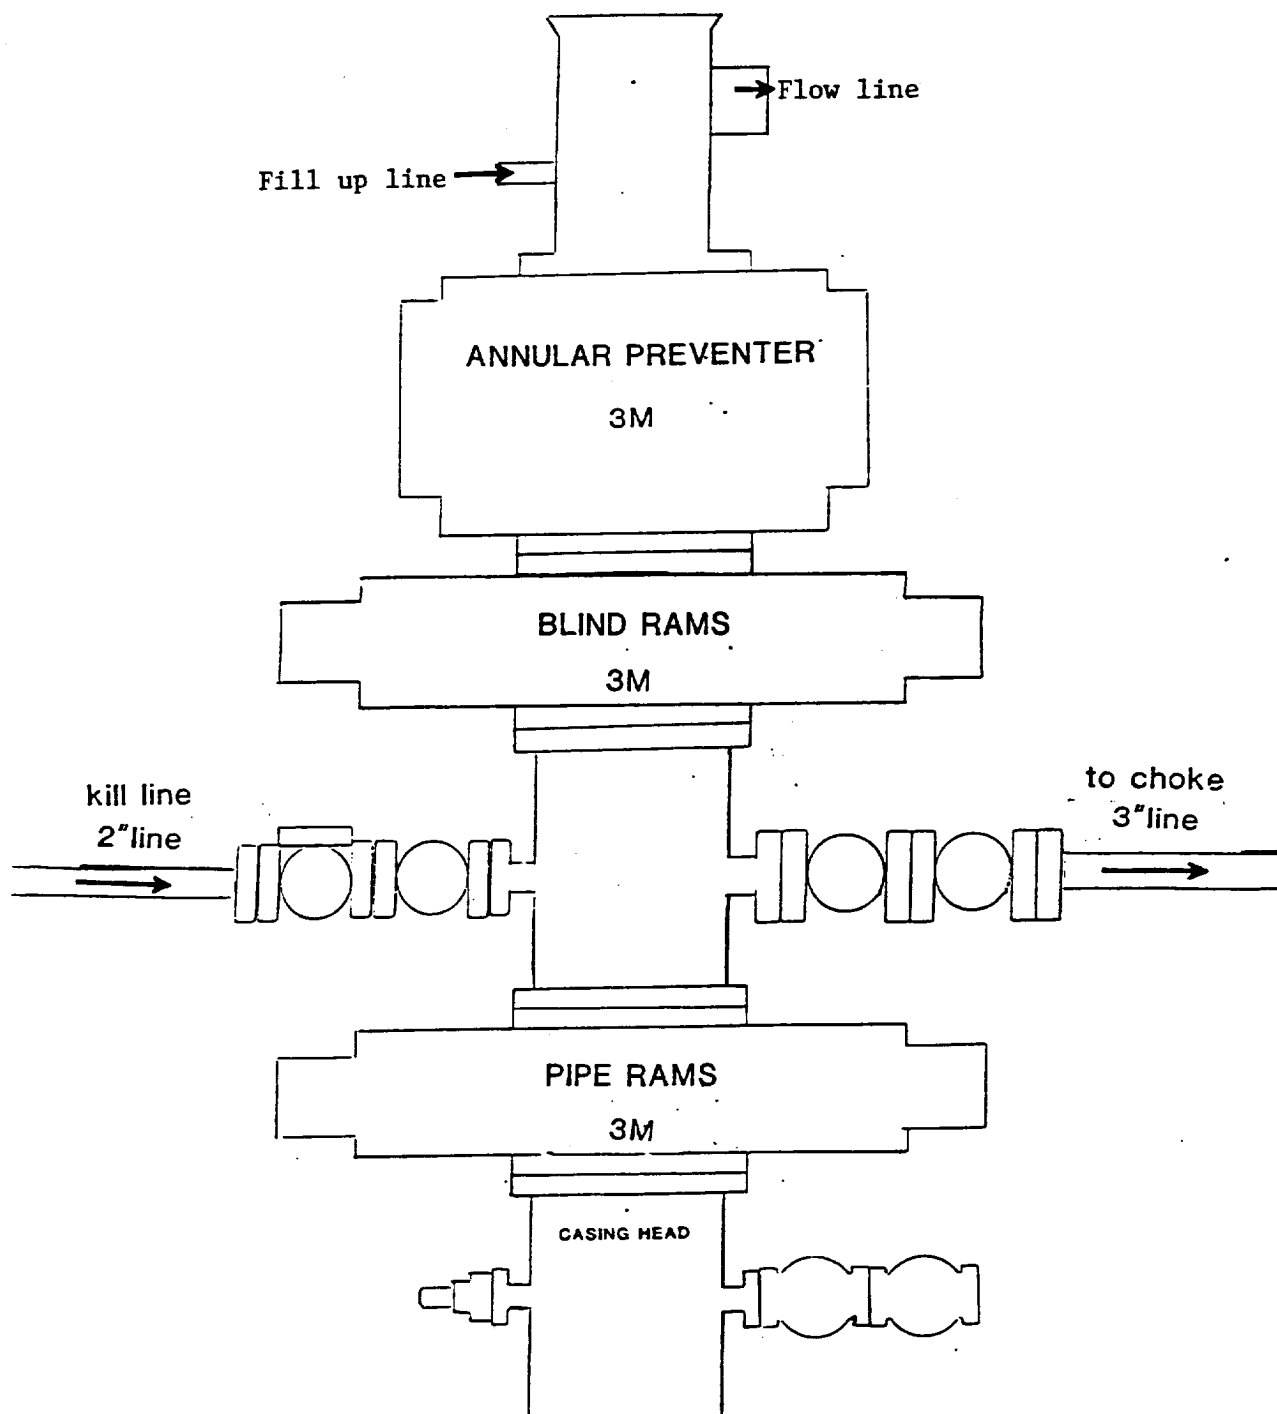 Flow line
Fill up line
ANNULAR PREVENTER
3M
BLIND RAMS
3M
kill line
2"line
to choke
3"line
PIPE RAMS
3M
CASING HEAD